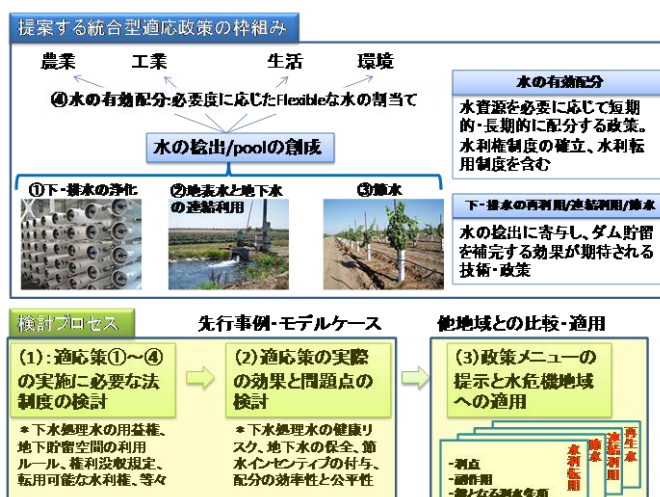 提案する統合型適応政策の枠組み
農業 工業 生活 環境
④水の有効配分:必要度に応じたFlexibleな水の割当て
水の捻出/poolの創成
①下・排水の浄化
②地表水と地下水
の連結利用
③節水
水の有効配分
水資源を必要に応じて短期
的・長期的に配分する政策。
水利権制度の確立、水利転
用制度を含む
下・排水の再利用/連結利用/節水
水の捻出に寄与し、ダム貯留
を補完する効果が期待される
技術・政策
検討プロセス
先行事例・モデルケース
他地域との比較・適用
(1):適応策①～④
の実施に必要な法
制度の検討
*下水処理水の用益権、
地下貯留空間の利用
ルール、権利没収規定、
転用可能な水利権、等々
(2)適応策の実際
の効果と問題点の
検討
*下水処理水の健康リ
スク、地下水の保全、節
水インセンティブの付与、
配分の効率性と公平性
(3)政策メニューの
提示と水危機地域
への適用
-利点
-副作用
水利転用
節水
連結利用
再生水